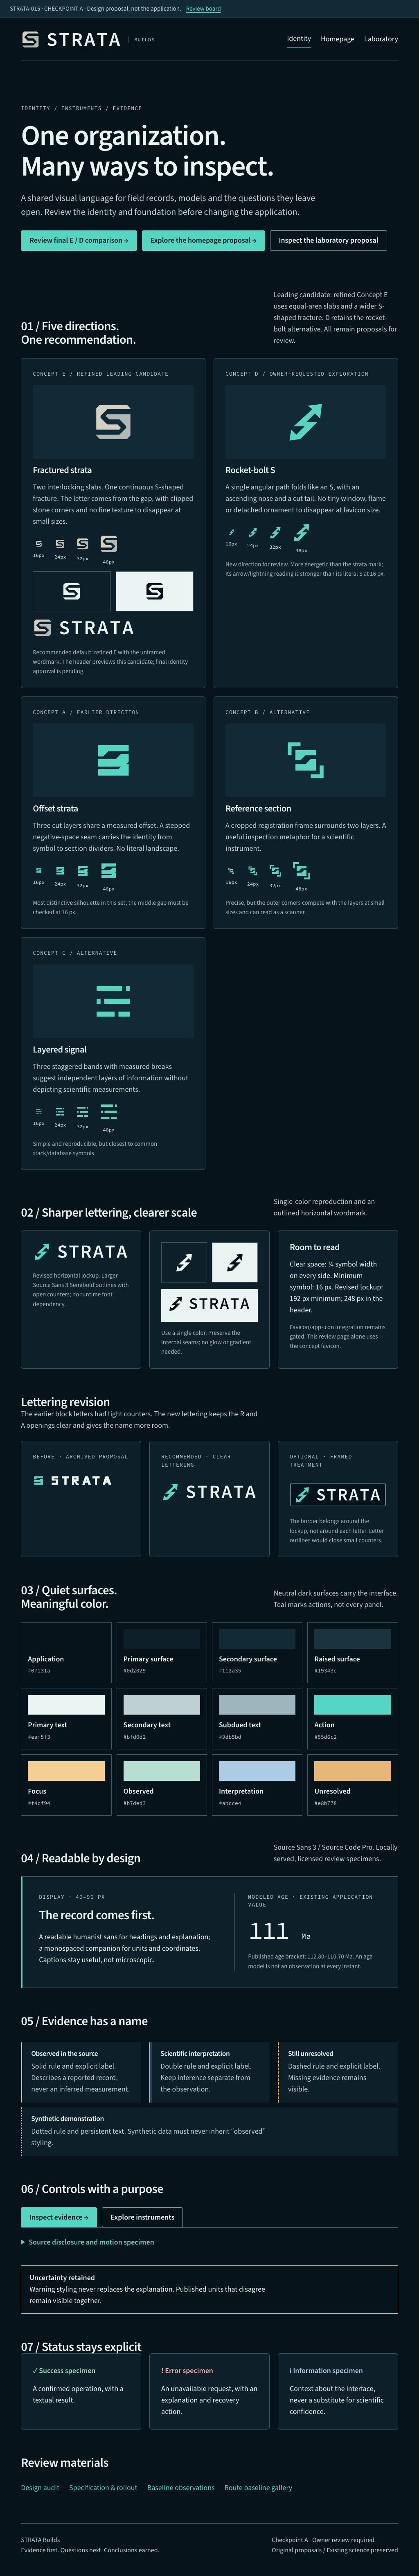 STRATA-015 · CHECKPOINT A · Design proposal, not the application. Review board
STRATA BUILDS
Identity Homepage Laboratory
IDENTITY / INSTRUMENTS / EVIDENCE
One organization.
Many ways to inspect.
A shared visual language for field records, models and the questions they leave
open. Review the identity and foundation before changing the application.
Review final E / D comparison → Explore the homepage proposal → Inspect the laboratory proposal
01 / Five directions.
One recommendation.
Leading candidate: refined Concept E
uses equal-area slabs and a wider S-
shaped fracture. D retains the rocket-
bolt alternative. All remain proposals for
review.
CONCEPT E / REFINED LEADING CANDIDATE
Fractured strata
Two interlocking slabs. One continuous S-shaped
fracture. The letter comes from the gap, with clipped
stone corners and no fine texture to disappear at
small sizes.
16px 24px 32px 48px
STRATA
Recommended default: refined E with the unframed
wordmark. The header previews this candidate; final identity
approval is pending.
CONCEPT D / OWNER-REQUESTED EXPLORATION
Rocket-bolt S
A single angular path folds like an S, with an
ascending nose and a cut tail. No tiny window, flame
or detached ornament to disappear at favicon size.
16px 24px 32px 48px
New direction for review. More energetic than the strata mark;
its arrow/lightning reading is stronger than its literal S at 16 px.
CONCEPT A / EARLIER DIRECTION
Offset strata
Three cut layers share a measured offset. A stepped
negative-space seam carries the identity from
symbol to section dividers. No literal landscape.
16px 24px 32px 48px
Most distinctive silhouette in this set; the middle gap must be
checked at 16 px.
CONCEPT B / ALTERNATIVE
Reference section
A cropped registration frame surrounds two layers. A
useful inspection metaphor for a scientific
instrument.
16px 24px 32px 48px
Precise, but the outer corners compete with the layers at small
sizes and can read as a scanner.
CONCEPT C / ALTERNATIVE
Layered signal
Three staggered bands with measured breaks
suggest independent layers of information without
depicting scientific measurements.
16px 24px 32px 48px
Simple and reproducible, but closest to common
stack/database symbols.
02 / Sharper lettering, clearer scale
Single-color reproduction and an
outlined horizontal wordmark.
STRATA
Revised horizontal lockup. Larger
Source Sans 3 Semibold outlines with
open counters; no runtime font
dependency.
STRATA
Use a single color. Preserve the
internal seams; no glow or gradient
needed.
Room to read
Clear space: ¼ symbol width
on every side. Minimum
symbol: 16 px. Revised lockup:
192 px minimum; 248 px in the
header.
Favicon/app-icon integration remains
gated. This review page alone uses
the concept favicon.
Lettering revision
The earlier block letters had tight counters. The new lettering keeps the R and
A openings clear and gives the name more room.
BEFORE · ARCHIVED PROPOSAL
STRATA
RECOMMENDED · CLEAR
LETTERING
STRATA
OPTIONAL · FRAMED
TREATMENT
STRATA
The border belongs around the
lockup, not around each letter. Letter
outlines would close small counters.
03 / Quiet surfaces.
Meaningful color.
Neutral dark surfaces carry the interface.
Teal marks actions, not every panel.
Application
#07131a
Primary surface
#0d2029
Secondary surface
#112a35
Raised surface
#19343e
Primary text
#eaf5f3
Secondary text
#bfd0d2
Subdued text
#9db5bd
Action
#55d6c2
Focus
#f4cf94
Observed
#b7ded3
Interpretation
#abcce4
Unresolved
#e8b778
04 / Readable by design
Source Sans 3 / Source Code Pro. Locally
served, licensed review specimens.
DISPLAY · 40–96 PX
The record comes first.
A readable humanist sans for headings and explanation;
a monospaced companion for units and coordinates.
Captions stay useful, not microscopic.
MODELED AGE · EXISTING APPLICATION
VALUE
111 Ma
Published age bracket: 112.80–110.70 Ma. An age
model is not an observation at every instant.
05 / Evidence has a name
Observed in the source
Solid rule and explicit label.
Describes a reported record,
never an inferred measurement.
Scientific interpretation
Double rule and explicit label.
Keep inference separate from
the observation.
Still unresolved
Dashed rule and explicit label.
Missing evidence remains
visible.
Synthetic demonstration
Dotted rule and persistent text. Synthetic data must never inherit “observed”
styling.
06 / Controls with a purpose
Inspect evidence → Explore instruments
▶ Source disclosure and motion specimen
Uncertainty retained
Warning styling never replaces the explanation. Published units that disagree
remain visible together.
07 / Status stays explicit
✓ Success specimen
A confirmed operation, with a
textual result.
! Error specimen
An unavailable request, with an
explanation and recovery
action.
i Information specimen
Context about the interface,
never a substitute for scientific
confidence.
Review materials
Design audit Specification & rollout Baseline observations Route baseline gallery
STRATA Builds
Evidence first. Questions next. Conclusions earned.
Checkpoint A · Owner review required
Original proposals / Existing science preserved